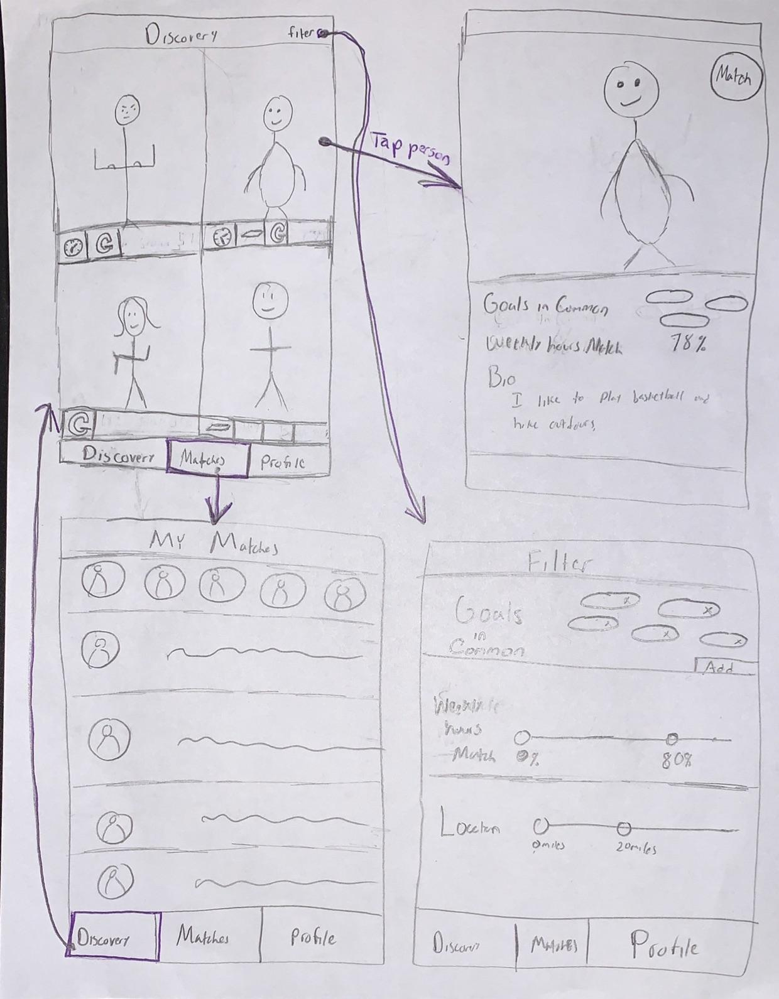 Discovery
filter
Match
Tap person
G
G
Goals in Common
Weekly hours Match 78%
Bio
I like to play basketball and
hike outdoors.
G
Discovery Matches Profile
My Matches
Filter
Goals
in
Common
x
x
x
x
x
Add
Weekly
hours
Match 0% 80%
Location
0miles 20miles
Discovery Matches Profile
Discovery Matches Profile